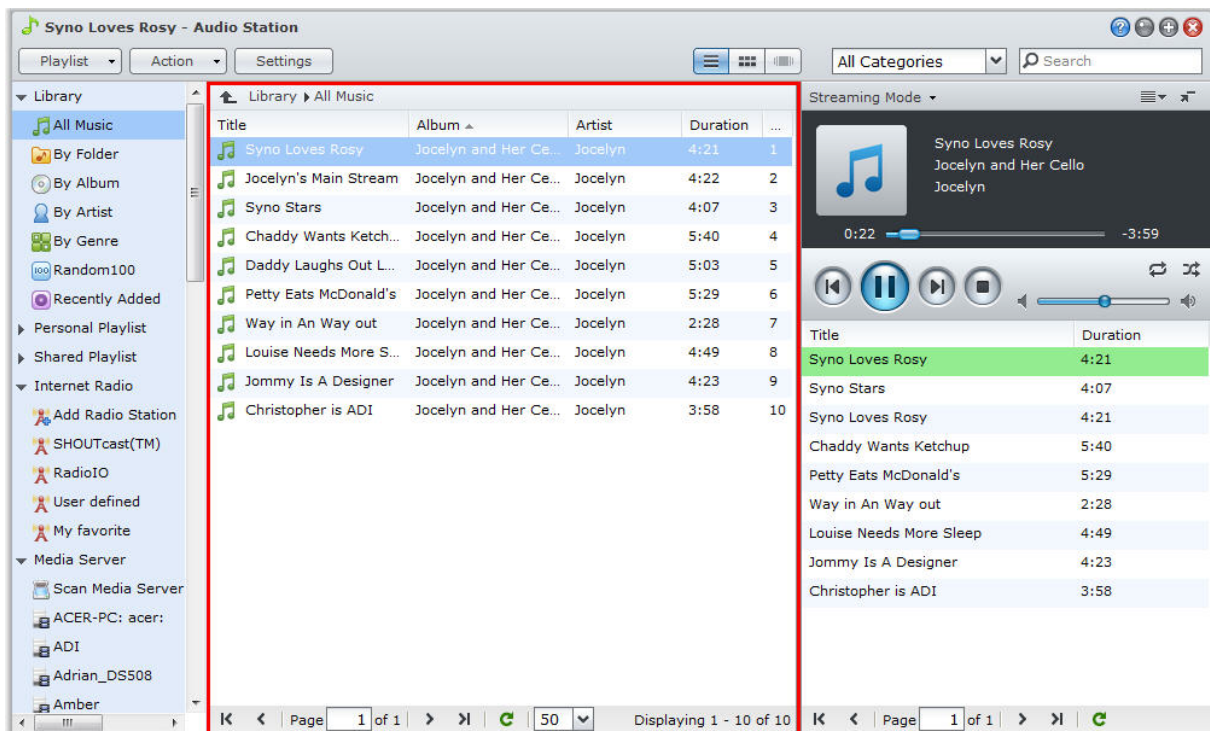 Syno Loves Rosy - Audio Station
Playlist Action Settings All Categories Search
Library
All Music
By Folder
By Album
By Artist
By Genre
100 Random100
Recently Added
Personal Playlist
Shared Playlist
Internet Radio
Add Radio Station
SHOUTcast(TM)
RadioIO
User defined
My favorite
Media Server
Scan Media Server
ACER-PC: acer:
ADI
Adrian_DS508
Amber
Library All Music
Title Album Artist Duration ...
Syno Loves Rosy Jocelyn and Her Ce... Jocelyn 4:21 1
Jocelyn's Main Stream Jocelyn and Her Ce... Jocelyn 4:22 2
Syno Stars Jocelyn and Her Ce... Jocelyn 4:07 3
Chaddy Wants Ketch... Jocelyn and Her Ce... Jocelyn 5:40 4
Daddy Laughs Out L... Jocelyn and Her Ce... Jocelyn 5:03 5
Petty Eats McDonald's Jocelyn and Her Ce... Jocelyn 5:29 6
Way in An Way out Jocelyn and Her Ce... Jocelyn 2:28 7
Louise Needs More S... Jocelyn and Her Ce... Jocelyn 4:49 8
Jommy Is A Designer Jocelyn and Her Ce... Jocelyn 4:23 9
Christopher is ADI Jocelyn and Her Ce... Jocelyn 3:58 10
Page 1 of 1 50 Displaying 1 - 10 of 10
Streaming Mode
Syno Loves Rosy
Jocelyn and Her Cello
Jocelyn
0:22 -3:59
Title Duration
Syno Loves Rosy 4:21
Syno Stars 4:07
Syno Loves Rosy 4:21
Chaddy Wants Ketchup 5:40
Petty Eats McDonald's 5:29
Way in An Way out 2:28
Louise Needs More Sleep 4:49
Jommy Is A Designer 4:23
Christopher is ADI 3:58
Page 1 of 1